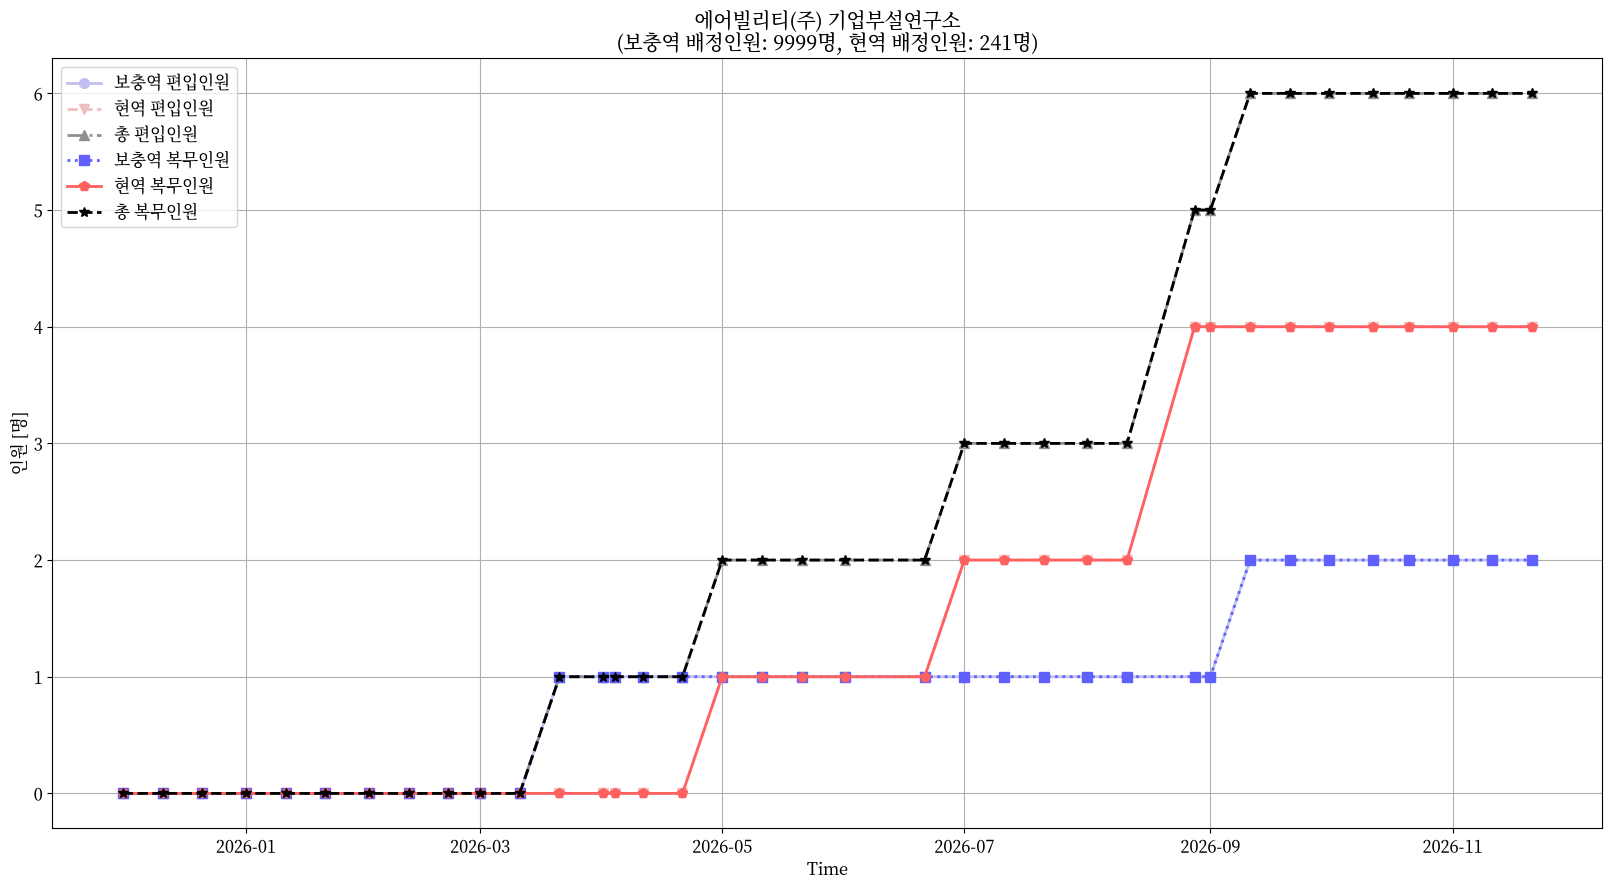 에어빌리티(주) 기업부설연구소
(보충역 배정인원: 9999명, 현역 배정인원: 241명)
보충역 편입인원
현역 편입인원
총 편입인원
보충역 복무인원
현역 복무인원
총 복무인원
6
5
4
3
2
1
0
인원 [명]
2026-01
2026-03
2026-05
2026-07
2026-09
2026-11
Time